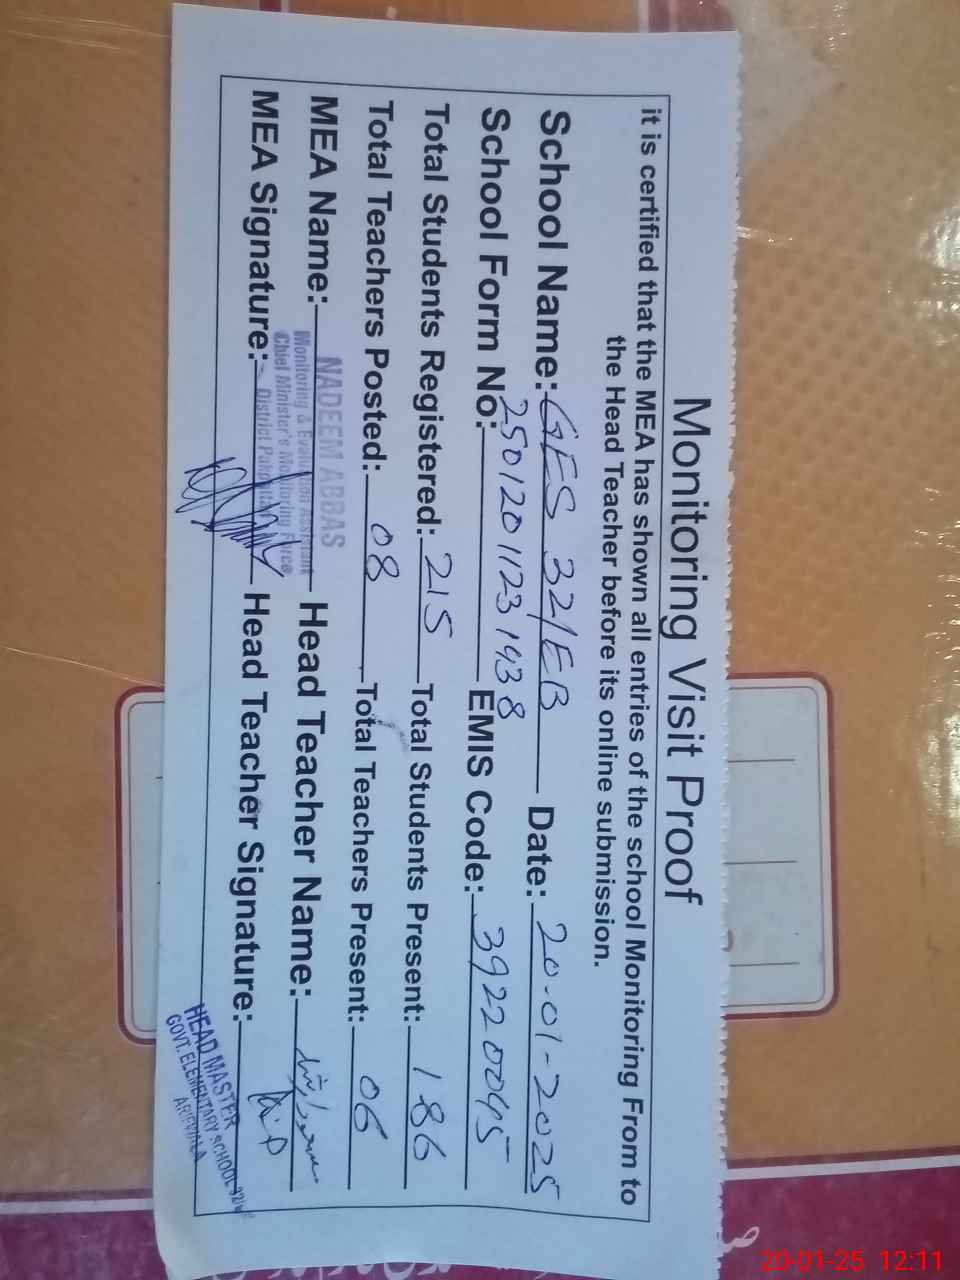 Monitoring Visit Proof
it is certified that the MEA has shown all entries of the school Monitoring From to
the Head Teacher before its online submission.
School Name: GES 32/EB Date: 20-01-2025
School Form No: 25012011231938 EMIS Code: 39220045
Total Students Registered: 215 Total Students Present: 186
Total Teachers Posted: 08 Total Teachers Present: 06
MEA Name: NADEEM ABBAS Head Teacher Name:
Monitoring & Evaluation Assistant
Chief Minister's Monitoring Force
District Pakpattan
MEA Signature: Head Teacher Signature:
HEAD MASTER
GOVT. ELEMENTARY SCHOOL
ARIFWALA
20-01-25 12:11